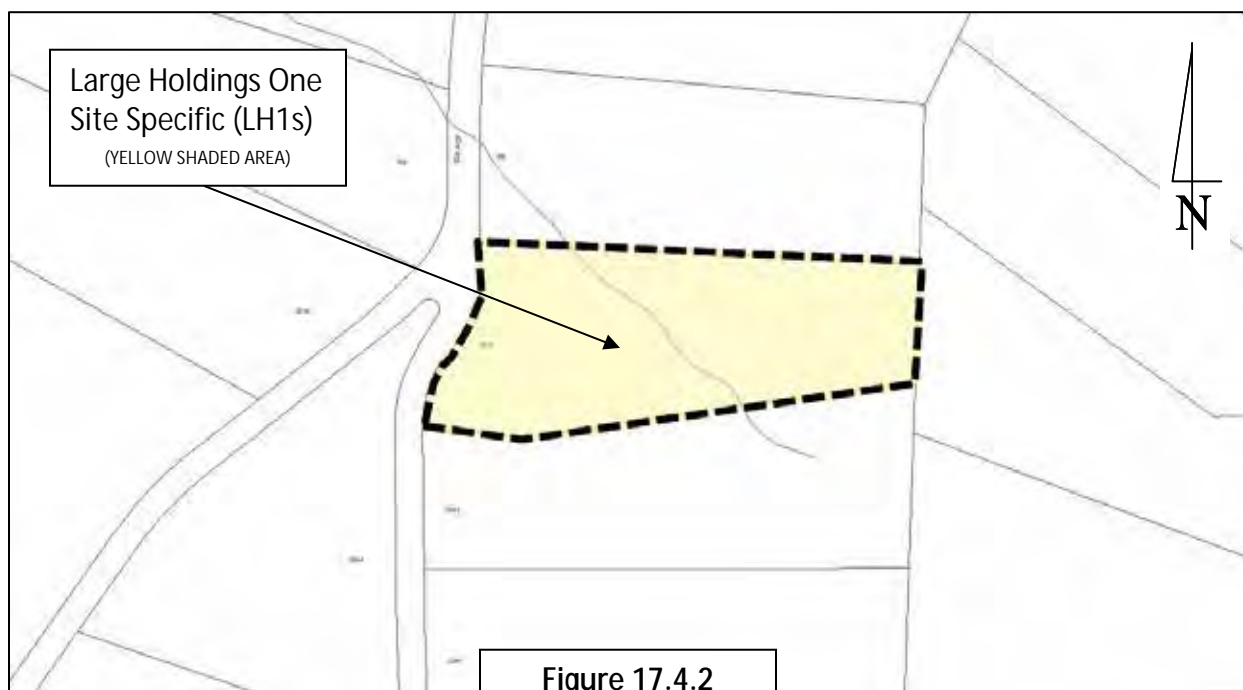 Large Holdings One
Site Specific (LH1s)
(YELLOW SHADED AREA)
N
Figure 17.4.2